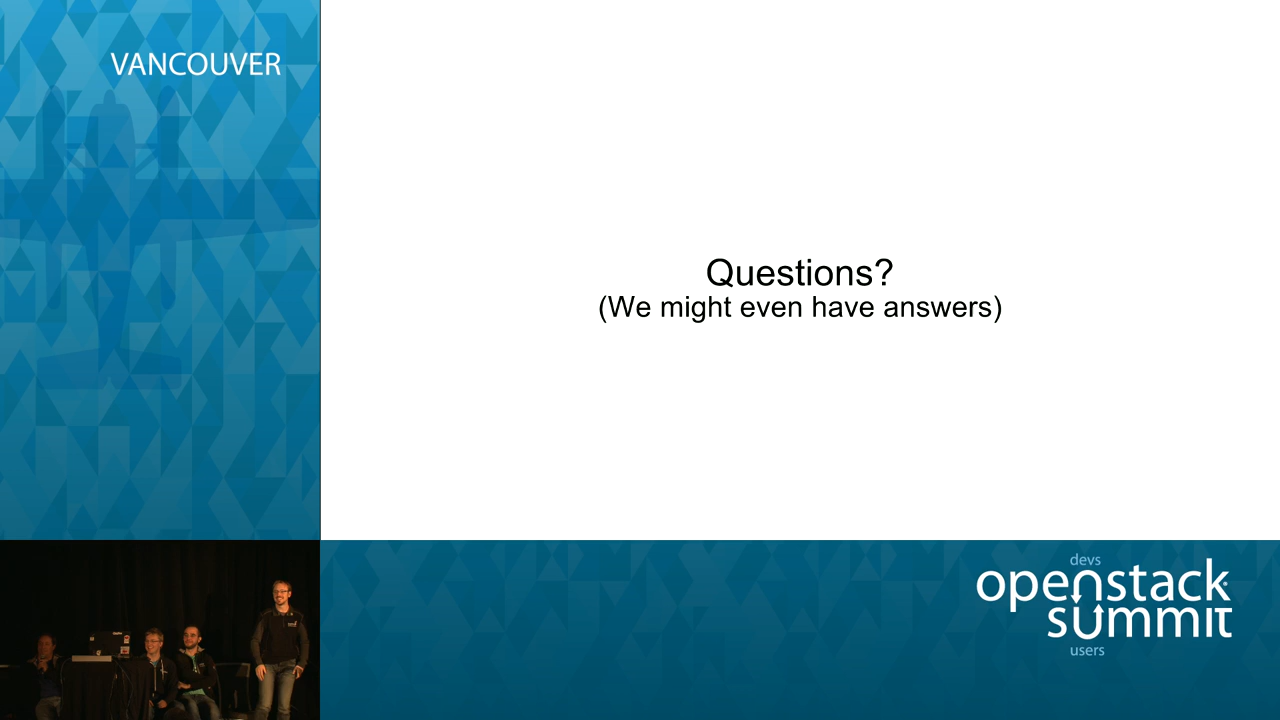 VANCOUVER
Questions?
(We might even have answers)
devs
openstack
summit
users